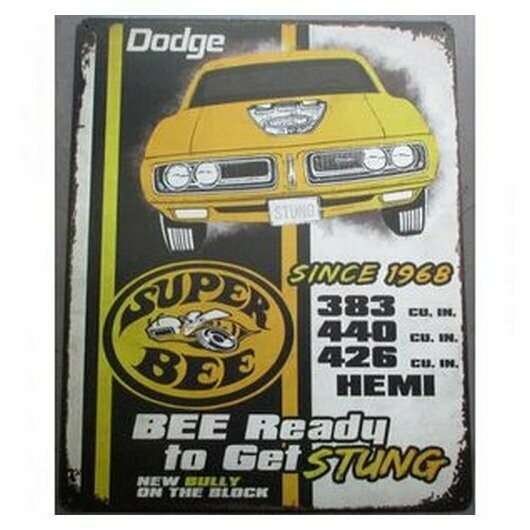 Dodge
STUNG
SINCE 1968
383 CU. IN.
440 CU. IN.
426 CU. IN.
HEMI
SUPER
BEE
BEE Ready
to Get STUNG
NEW BULLY
ON THE BLOCK